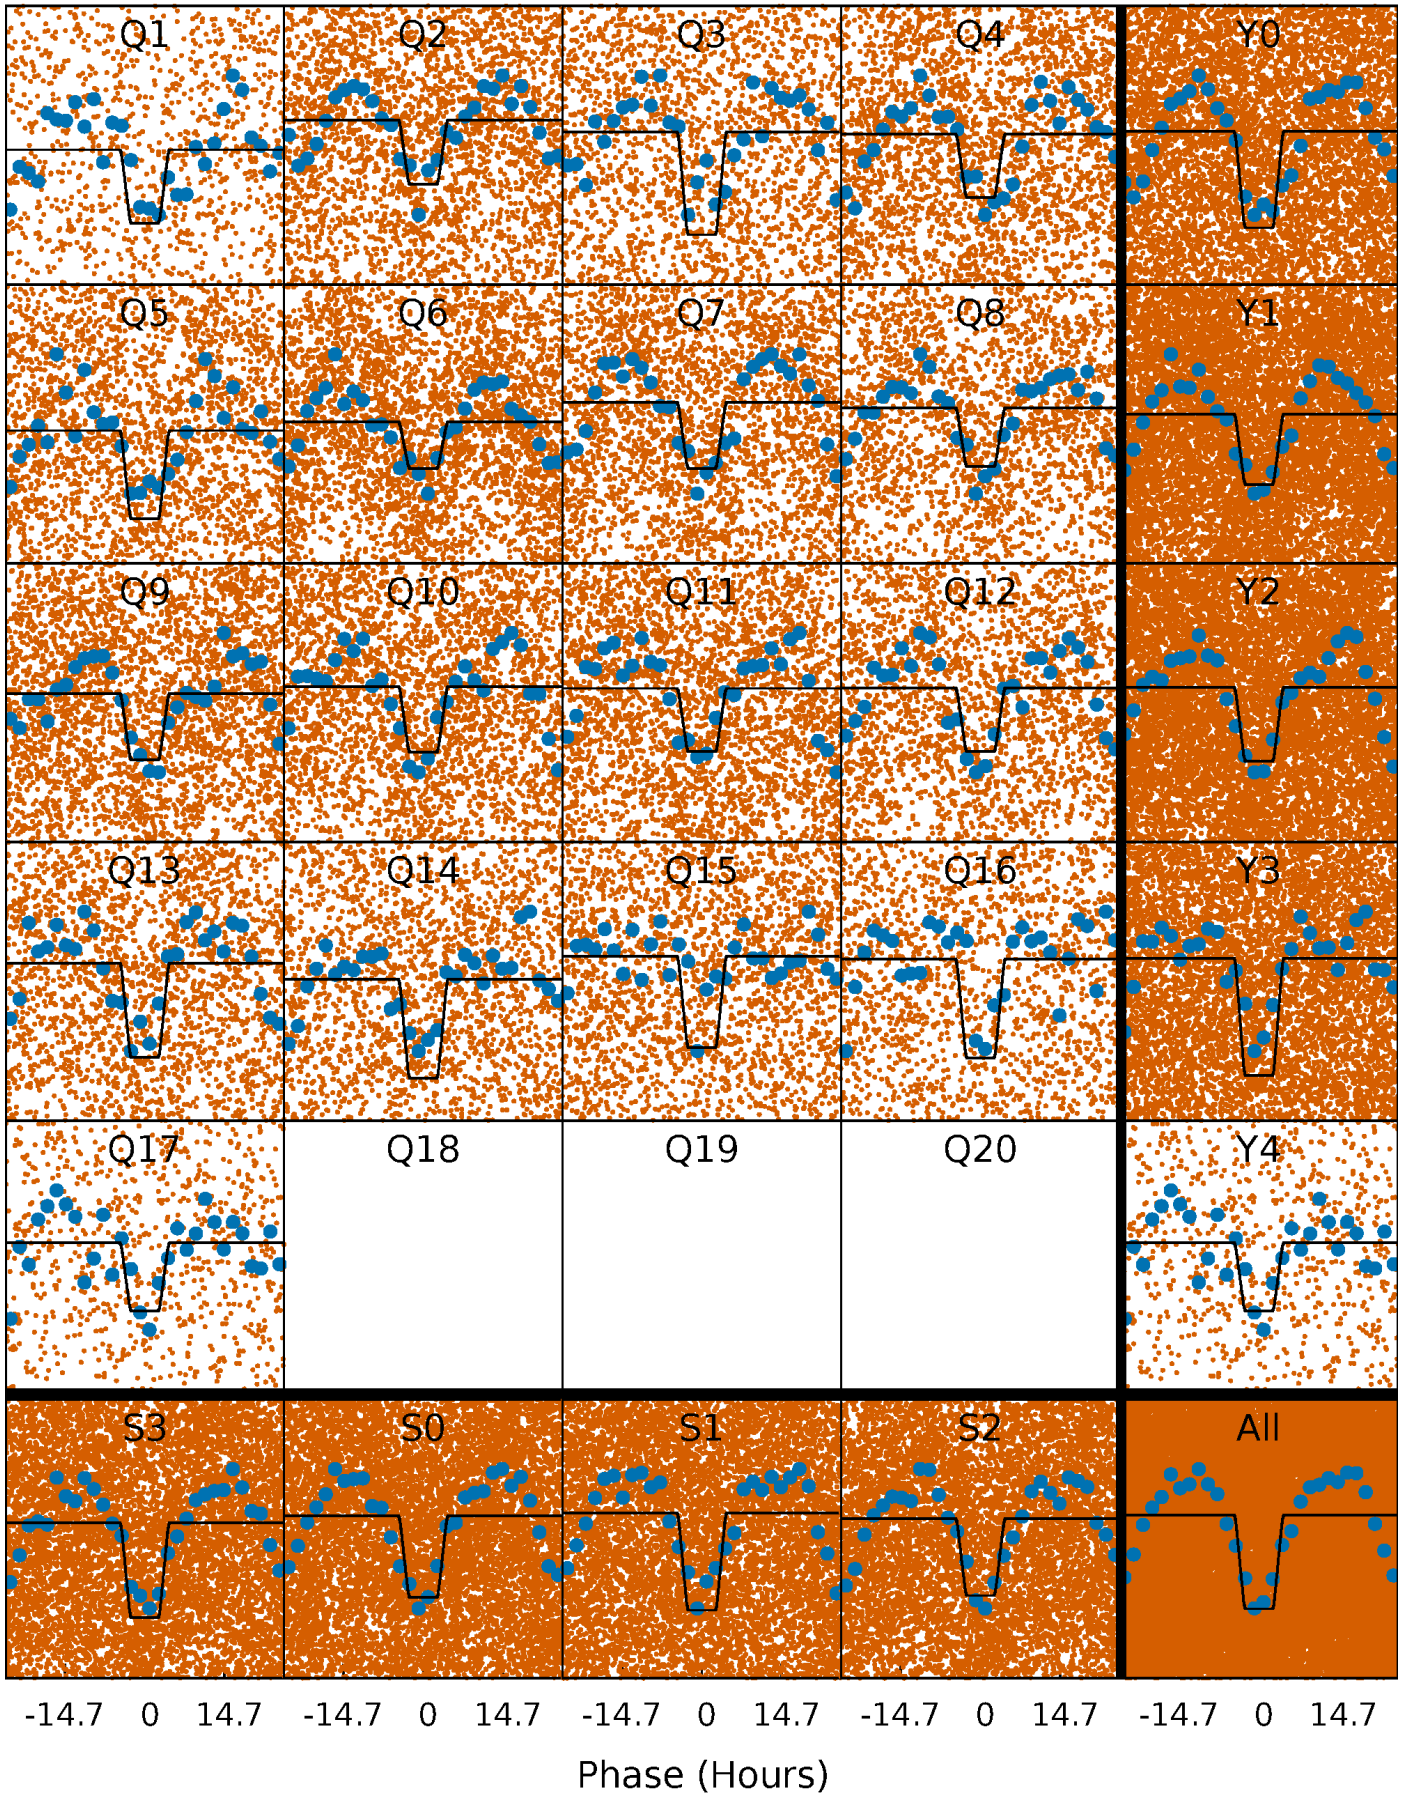 Q1 Q2 Q3 Q4 Y0
Q5 Q6 Q7 Q8 Y1
Q9 Q10 Q11 Q12 Y2
Q13 Q14 Q15 Q16 Y3
Q17 Q18 Q19 Q20 Y4
S3 S0 S1 S2 All
-14.7 0 14.7 -14.7 0 14.7 -14.7 0 14.7 -14.7 0 14.7 -14.7 0 14.7
Phase (Hours)